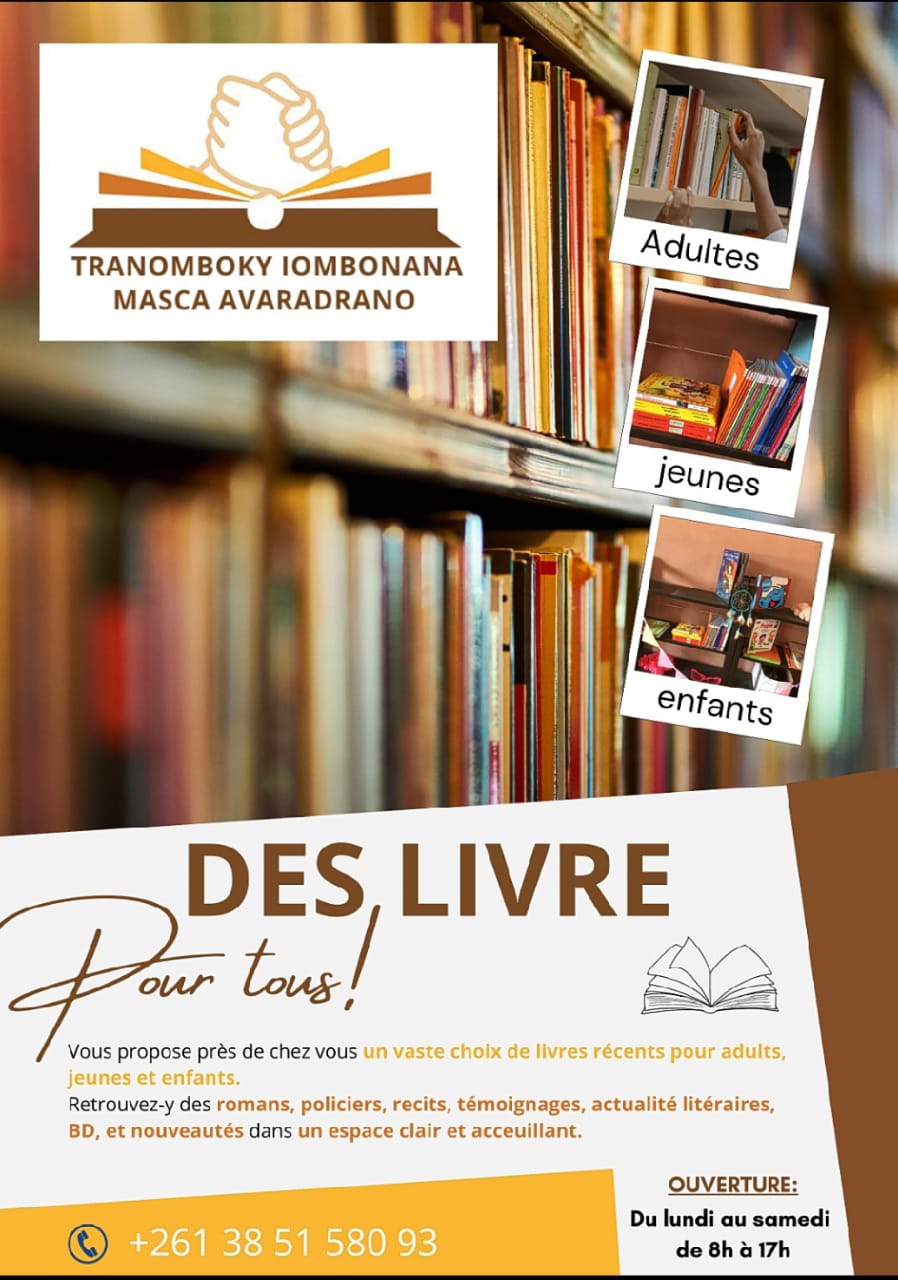 TRANOMBOKY IOMBONANA
MASCA AVARADRANO
Adultes
jeunes
enfants
DES LIVRE
Pour tous!
Vous propose près de chez vous un vaste choix de livres récents pour adults,
jeunes et enfants.
Retrouvez-y des romans, policiers, recits, témoignages, actualité litéraires,
BD, et nouveautés dans un espace clair et acceuillant.
OUVERTURE:
Du lundi au samedi
de 8h à 17h
+261 38 51 580 93